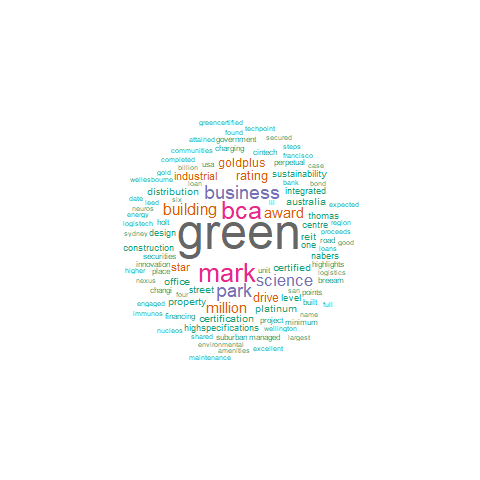 greencertified
techpoint
found
attained government secured
communities charging steps
cintech francisco
completed goldplus perpetual case
billion usa
gold industrial rating sustainability
wellesbourne loan bank bond
distribution business integrated
date six iii australia expected
leed
neuros building bca award thomas
energy region
logistech holt green centre
sydney design reit road proceeds
one good
construction loans
securities nabers
innovation star mark certified highlights
higher place unit science logistics
nexus office breeam
changi street park drive level san points
four built full
engaged property million platinum
immunos financing certification project name
nucleos highspecifications wellington minimum
shared suburban managed largest
environmental
amenities excellent
maintenance